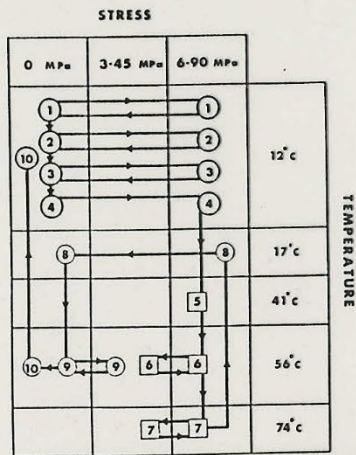 STRESS
0 MPa 3·45 MPa 6·90 MPa
1 1
2 2
10
3 3
12°C
4 4
8 8 17°C
5 41°C
10 9 9 6 6 56°C
7 7 74°C
TEMPERATURE